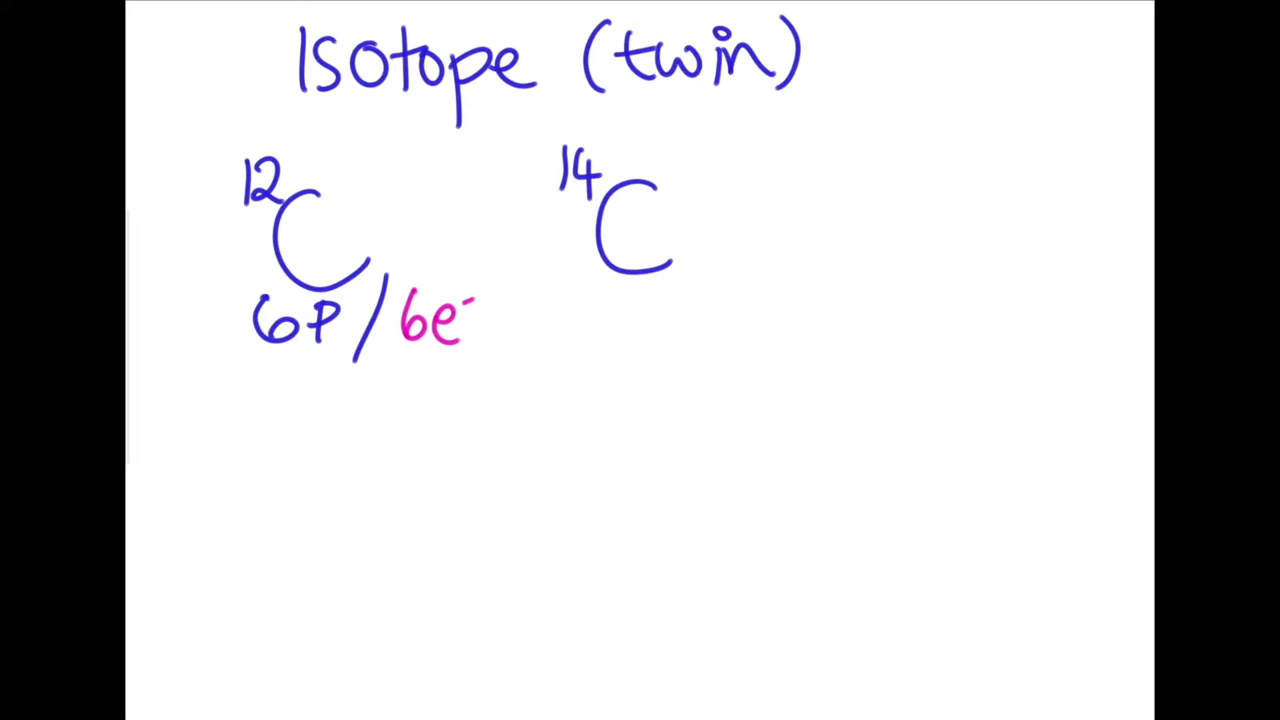 Isotope (twin)
¹²C ¹⁴C
6P/6e⁻